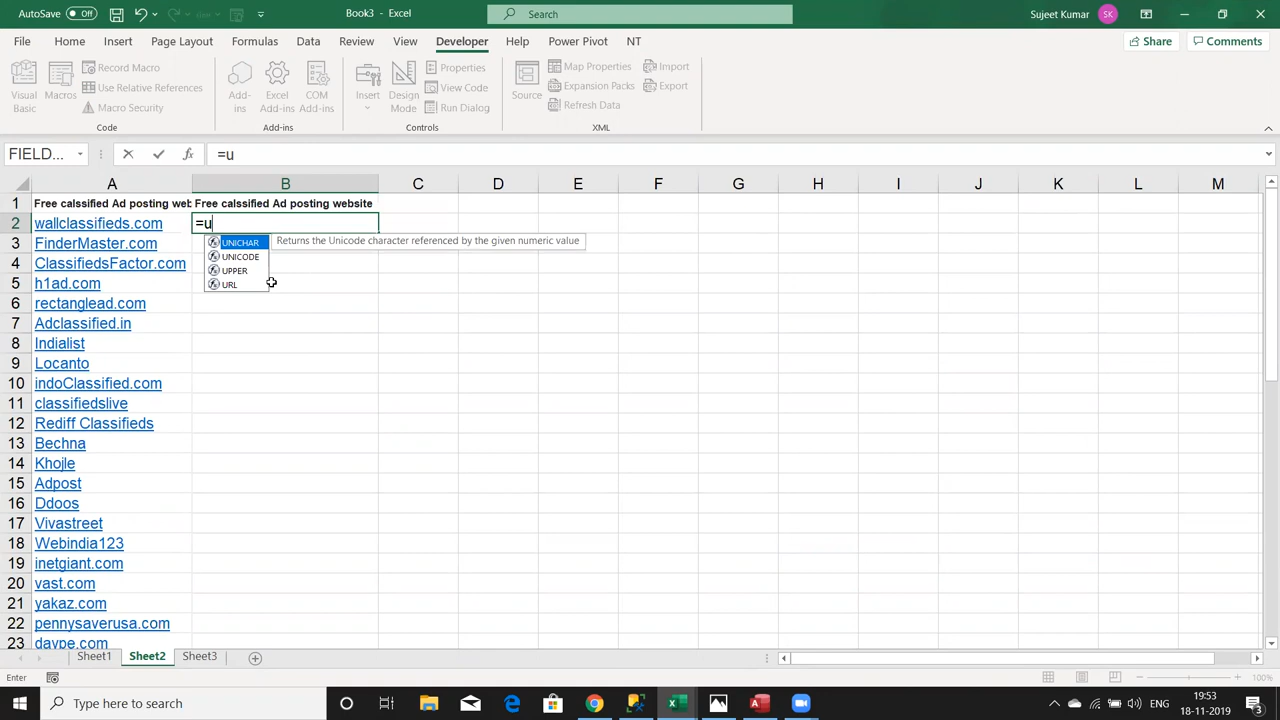 AutoSave Off
Book3 - Excel
Search
Sujeet Kumar SK
File Home Insert Page Layout Formulas Data Review View Developer Help Power Pivot NT Share Comments
Visual Basic
Macros
Record Macro
Use Relative References
Macro Security
Code
Add-ins
Excel Add-ins
COM Add-ins
Add-ins
Insert
Design Mode
Properties
View Code
Run Dialog
Controls
Source
Map Properties
Expansion Packs
Refresh Data
Import
Export
XML
FIELD... fx =u
A B C D E F G H I J K L M
1 Free calssified Ad posting web Free calssified Ad posting website
2 wallclassifieds.com =u
3 FinderMaster.com UNICHAR Returns the Unicode character referenced by the given numeric value
4 ClassifiedsFactor.com UNICODE
UPPER
5 h1ad.com URL
6 rectanglead.com
7 Adclassified.in
8 Indialist
9 Locanto
10 indoClassified.com
11 classifiedslive
12 Rediff Classifieds
13 Bechna
14 Khojle
15 Adpost
16 Ddoos
17 Vivastreet
18 Webindia123
19 inetgiant.com
20 vast.com
21 yakaz.com
22 pennysaverusa.com
23 daype.com
Sheet1 Sheet2 Sheet3
Enter 100%
Type here to search
ENG
19:53
18-11-2019
3